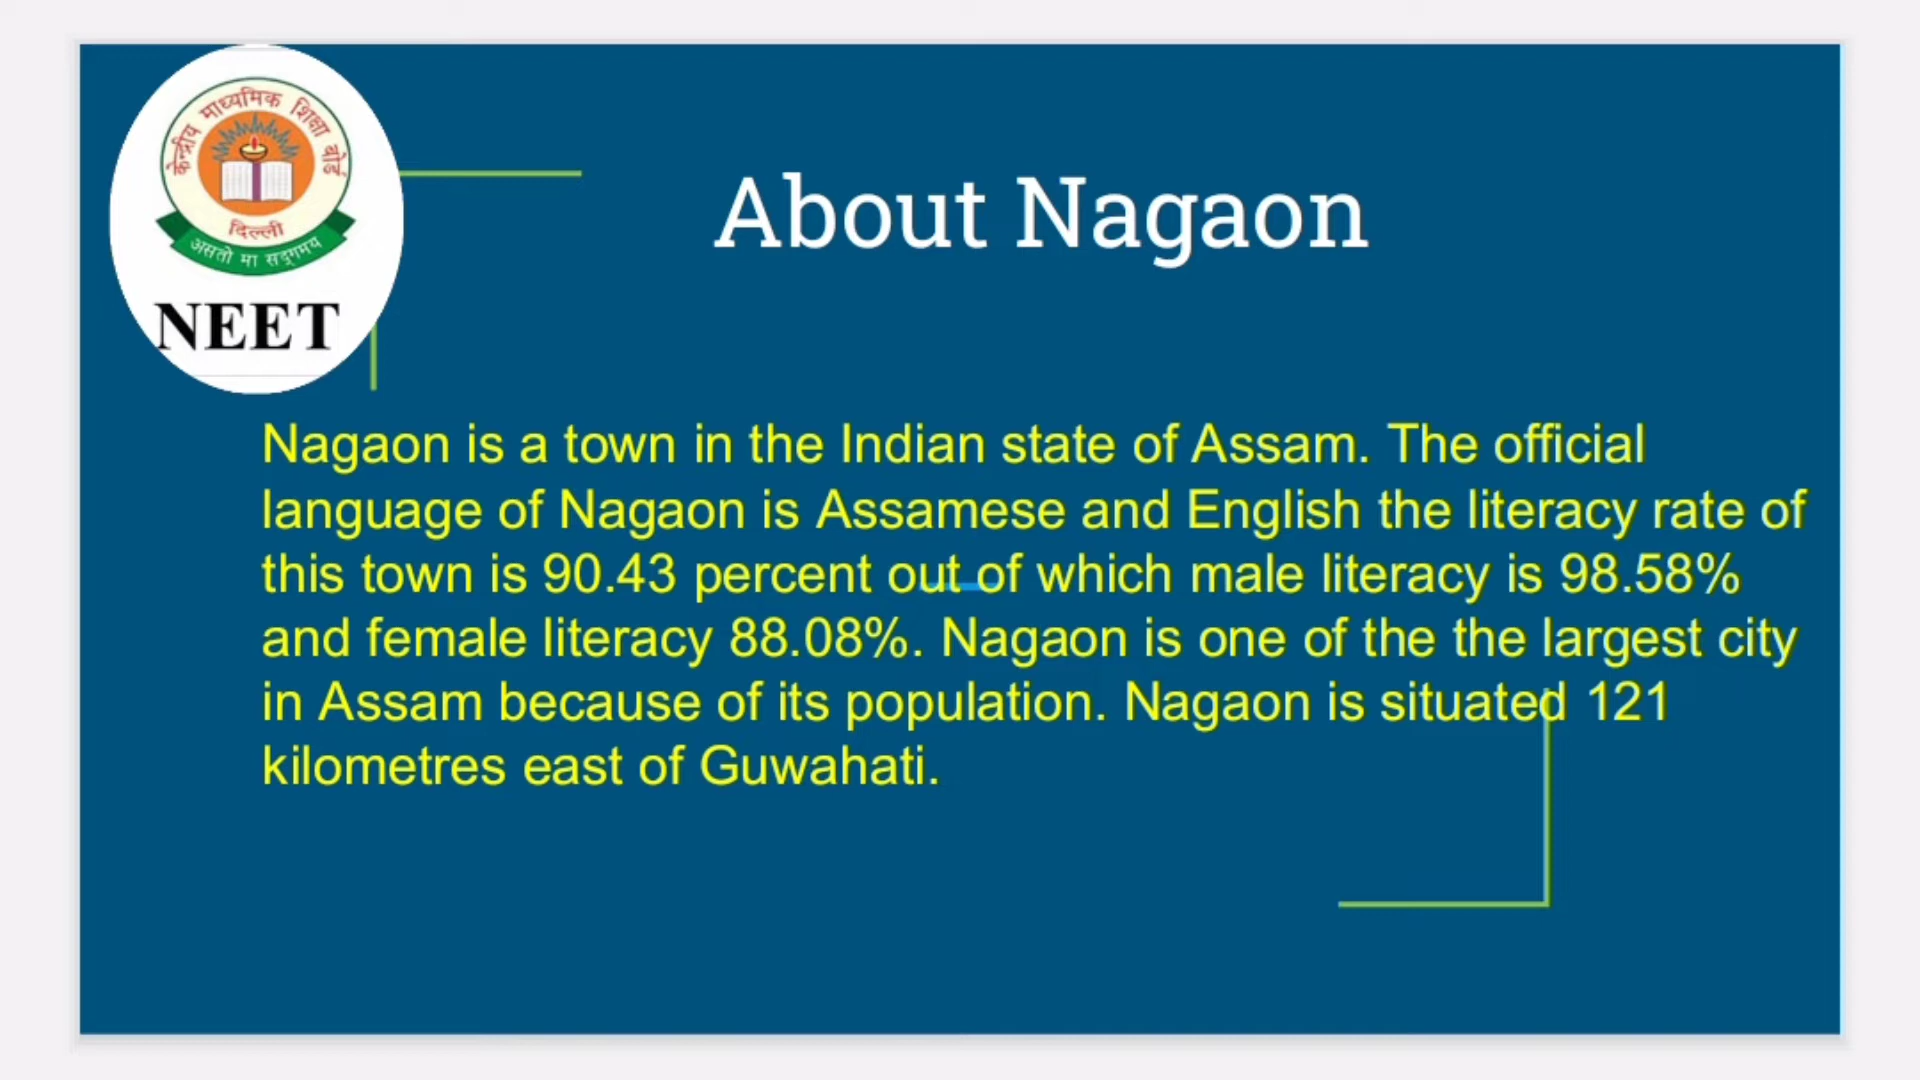 केन्द्रीय माध्यमिक शिक्षा बोर्ड
दिल्ली
असतो मा सद्गमय
NEET
About Nagaon
Nagaon is a town in the Indian state of Assam. The official
language of Nagaon is Assamese and English the literacy rate of
this town is 90.43 percent out of which male literacy is 98.58%
and female literacy 88.08%. Nagaon is one of the the largest city
in Assam because of its population. Nagaon is situated 121
kilometres east of Guwahati.